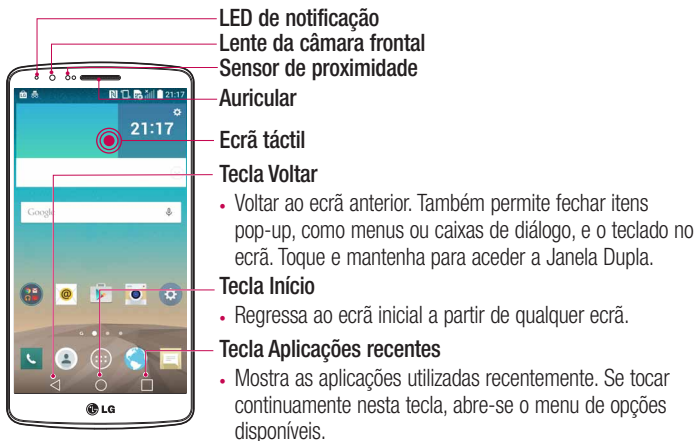 LED de notificação
Lente da câmara frontal
Sensor de proximidade
Auricular
Ecrã táctil
Tecla Voltar
• Voltar ao ecrã anterior. Também permite fechar itens
pop-up, como menus ou caixas de diálogo, e o teclado no
ecrã. Toque e mantenha para aceder a Janela Dupla.
Tecla Início
• Regressa ao ecrã inicial a partir de qualquer ecrã.
Tecla Aplicações recentes
• Mostra as aplicações utilizadas recentemente. Se tocar
continuamente nesta tecla, abre-se o menu de opções
disponíveis.
21:17
21:17
Google
LG